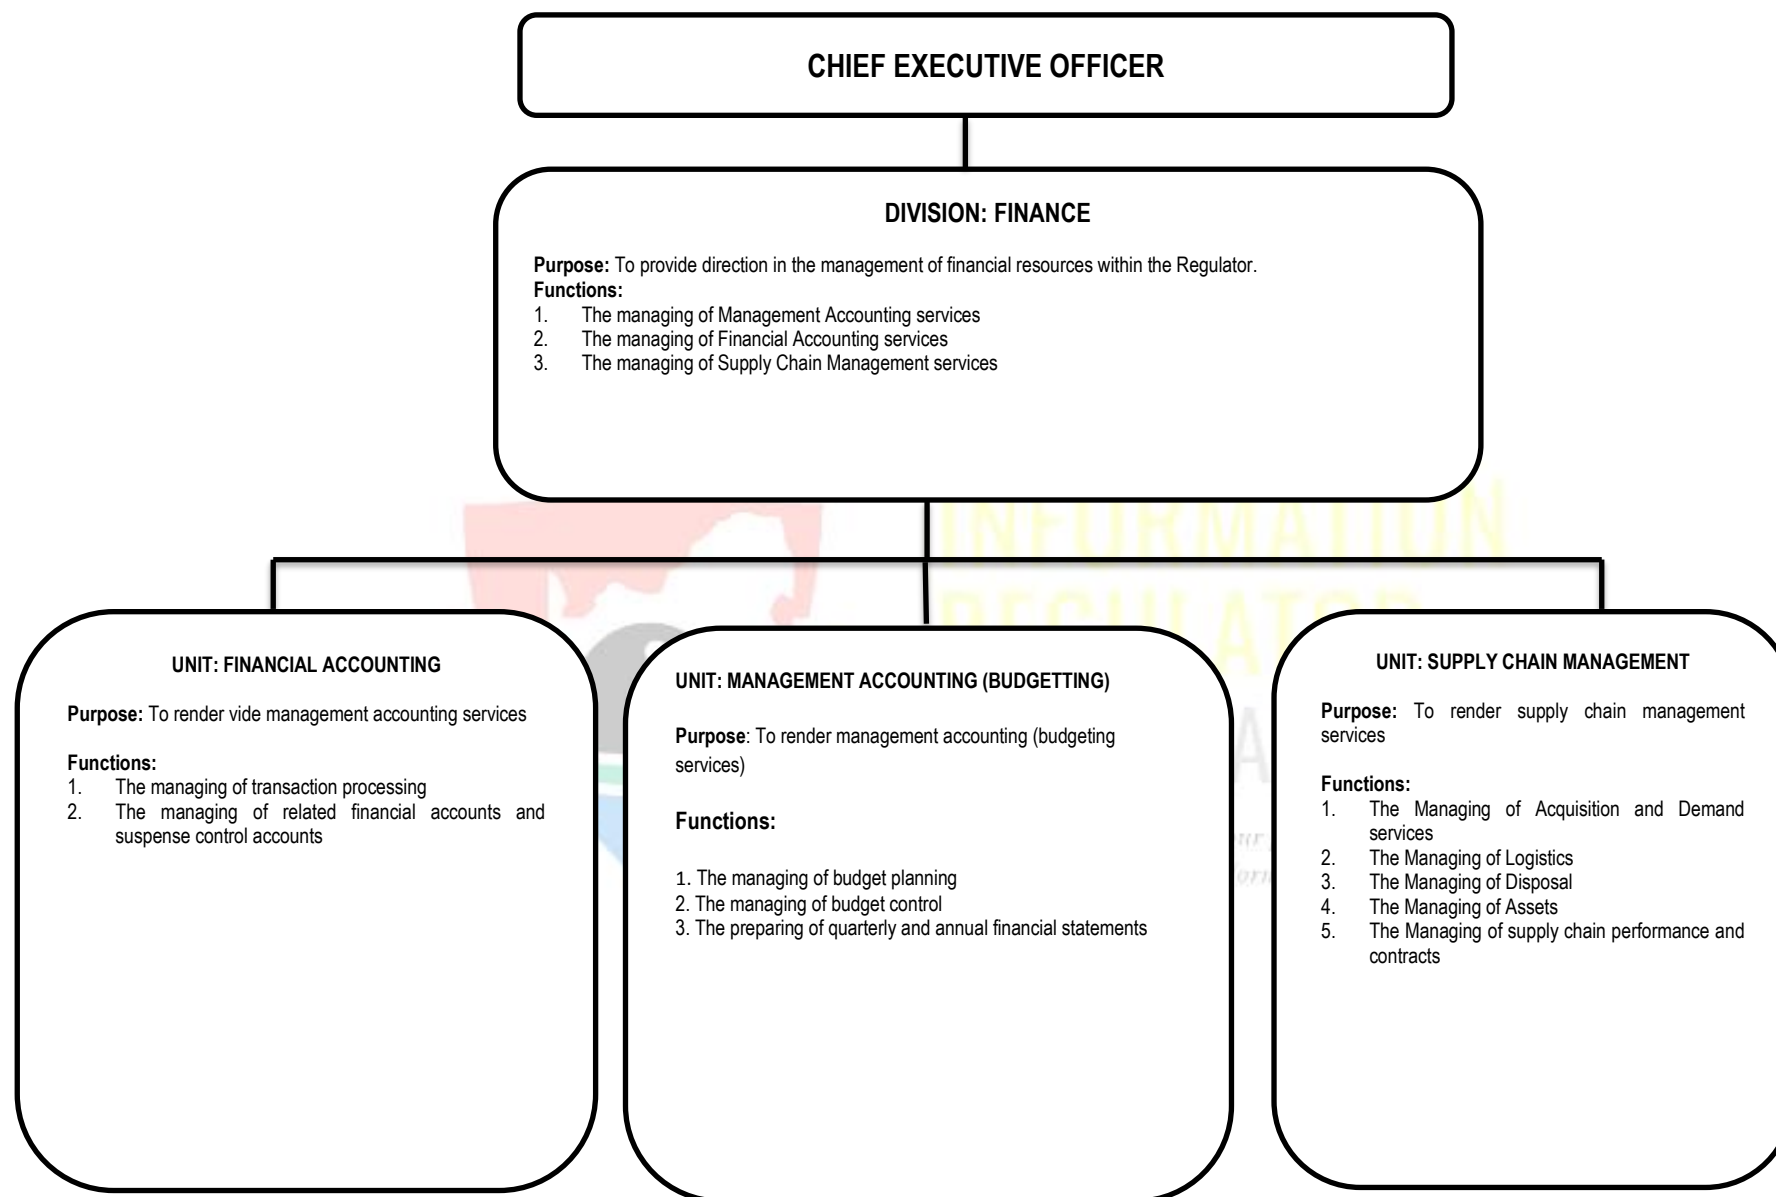 CHIEF EXECUTIVE OFFICER
DIVISION: FINANCE
Purpose: To provide direction in the management of financial resources within the Regulator.
Functions:
1. The managing of Management Accounting services
2. The managing of Financial Accounting services
3. The managing of Supply Chain Management services
INFORMATION
REGULATOR
UNIT: FINANCIAL ACCOUNTING
Purpose: To render vide management accounting services
Functions:
1. The managing of transaction processing
2. The managing of related financial accounts and
suspense control accounts
UNIT: MANAGEMENT ACCOUNTING (BUDGETTING)
Purpose: To render management accounting (budgeting
services)
Functions:
1. The managing of budget planning
2. The managing of budget control
3. The preparing of quarterly and annual financial statements
UNIT: SUPPLY CHAIN MANAGEMENT
Purpose: To render supply chain management
services
Functions:
1. The Managing of Acquisition and Demand
services
2. The Managing of Logistics
3. The Managing of Disposal
4. The Managing of Assets
5. The Managing of supply chain performance and
contracts